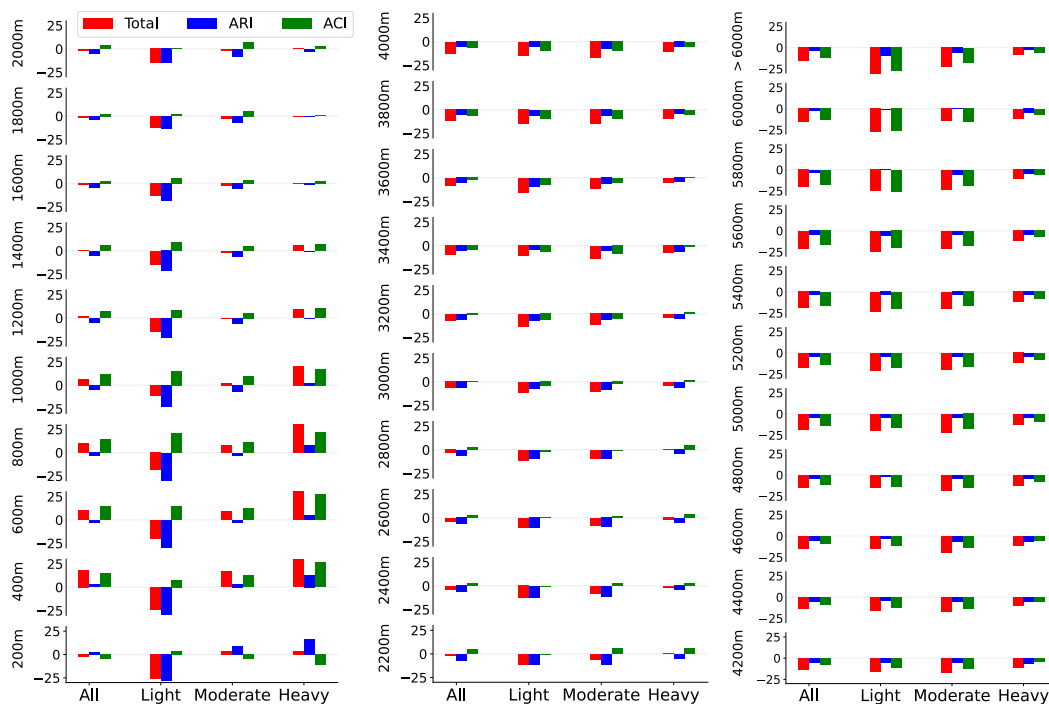 Total ARI ACI
2000m
25
0
−25
1800m
25
0
−25
1600m
25
0
−25
1400m
25
0
−25
1200m
25
0
−25
1000m
25
0
−25
800m
25
0
−25
600m
25
0
−25
400m
25
0
−25
200m
25
0
−25
All Light Moderate Heavy
4000m
25
0
−25
3800m
25
0
−25
3600m
25
0
−25
3400m
25
0
−25
3200m
25
0
−25
3000m
25
0
−25
2800m
25
0
−25
2600m
25
0
−25
2400m
25
0
−25
2200m
25
0
−25
All Light Moderate Heavy
> 6000m
25
0
−25
6000m
25
0
−25
5800m
25
0
−25
5600m
25
0
−25
5400m
25
0
−25
5200m
25
0
−25
5000m
25
0
−25
4800m
25
0
−25
4600m
25
0
−25
4400m
25
0
−25
4200m
25
0
−25
All Light Moderate Heavy